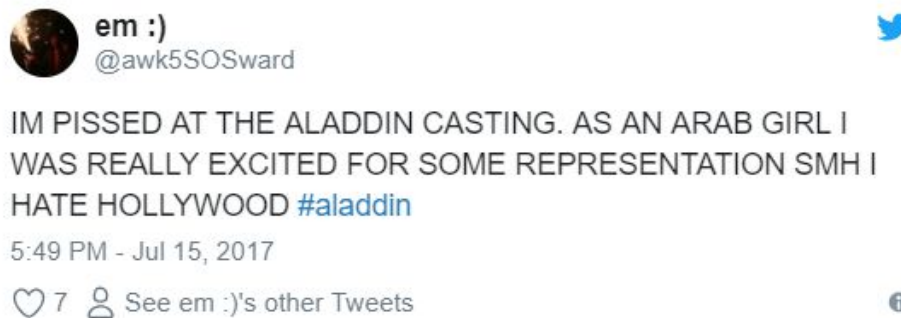 em :)
@awk5SOSward
IM PISSED AT THE ALADDIN CASTING. AS AN ARAB GIRL I
WAS REALLY EXCITED FOR SOME REPRESENTATION SMH I
HATE HOLLYWOOD #aladdin
5:49 PM - Jul 15, 2017
7 See em :)'s other Tweets